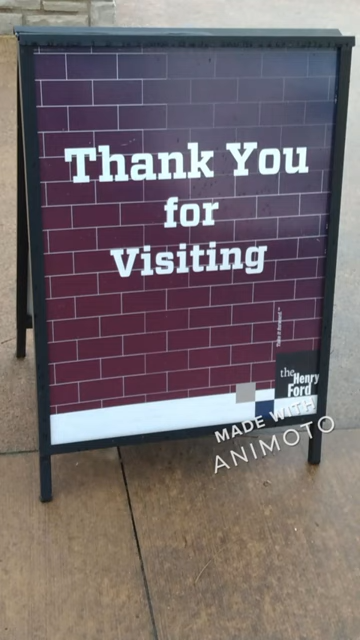 Thank You
for
Visiting
the
Henry
Ford
MADE WITH
ANIMOTO